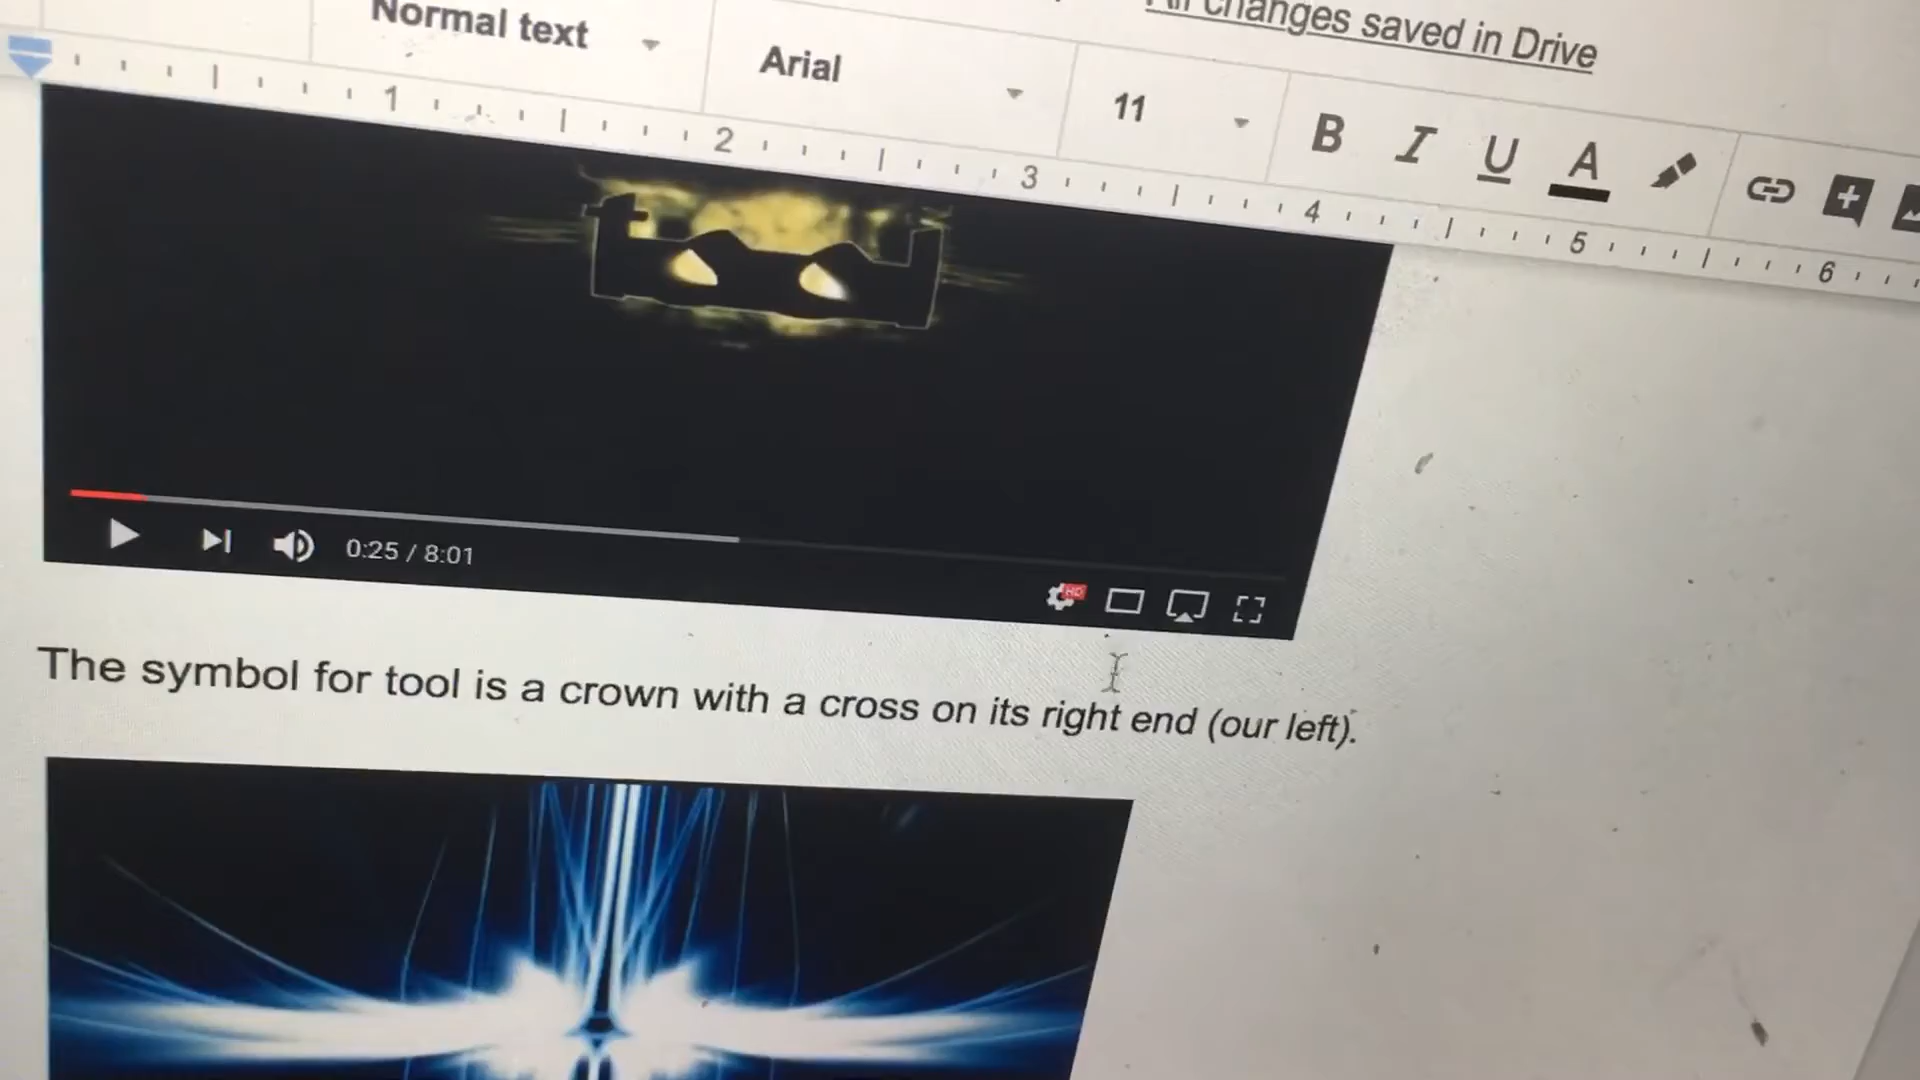 All changes saved in Drive
Normal text
Arial
11
B I U A
1 2 3 4 5 6
0:25 / 8:01
HD
The symbol for tool is a crown with a cross on its right end (our left).